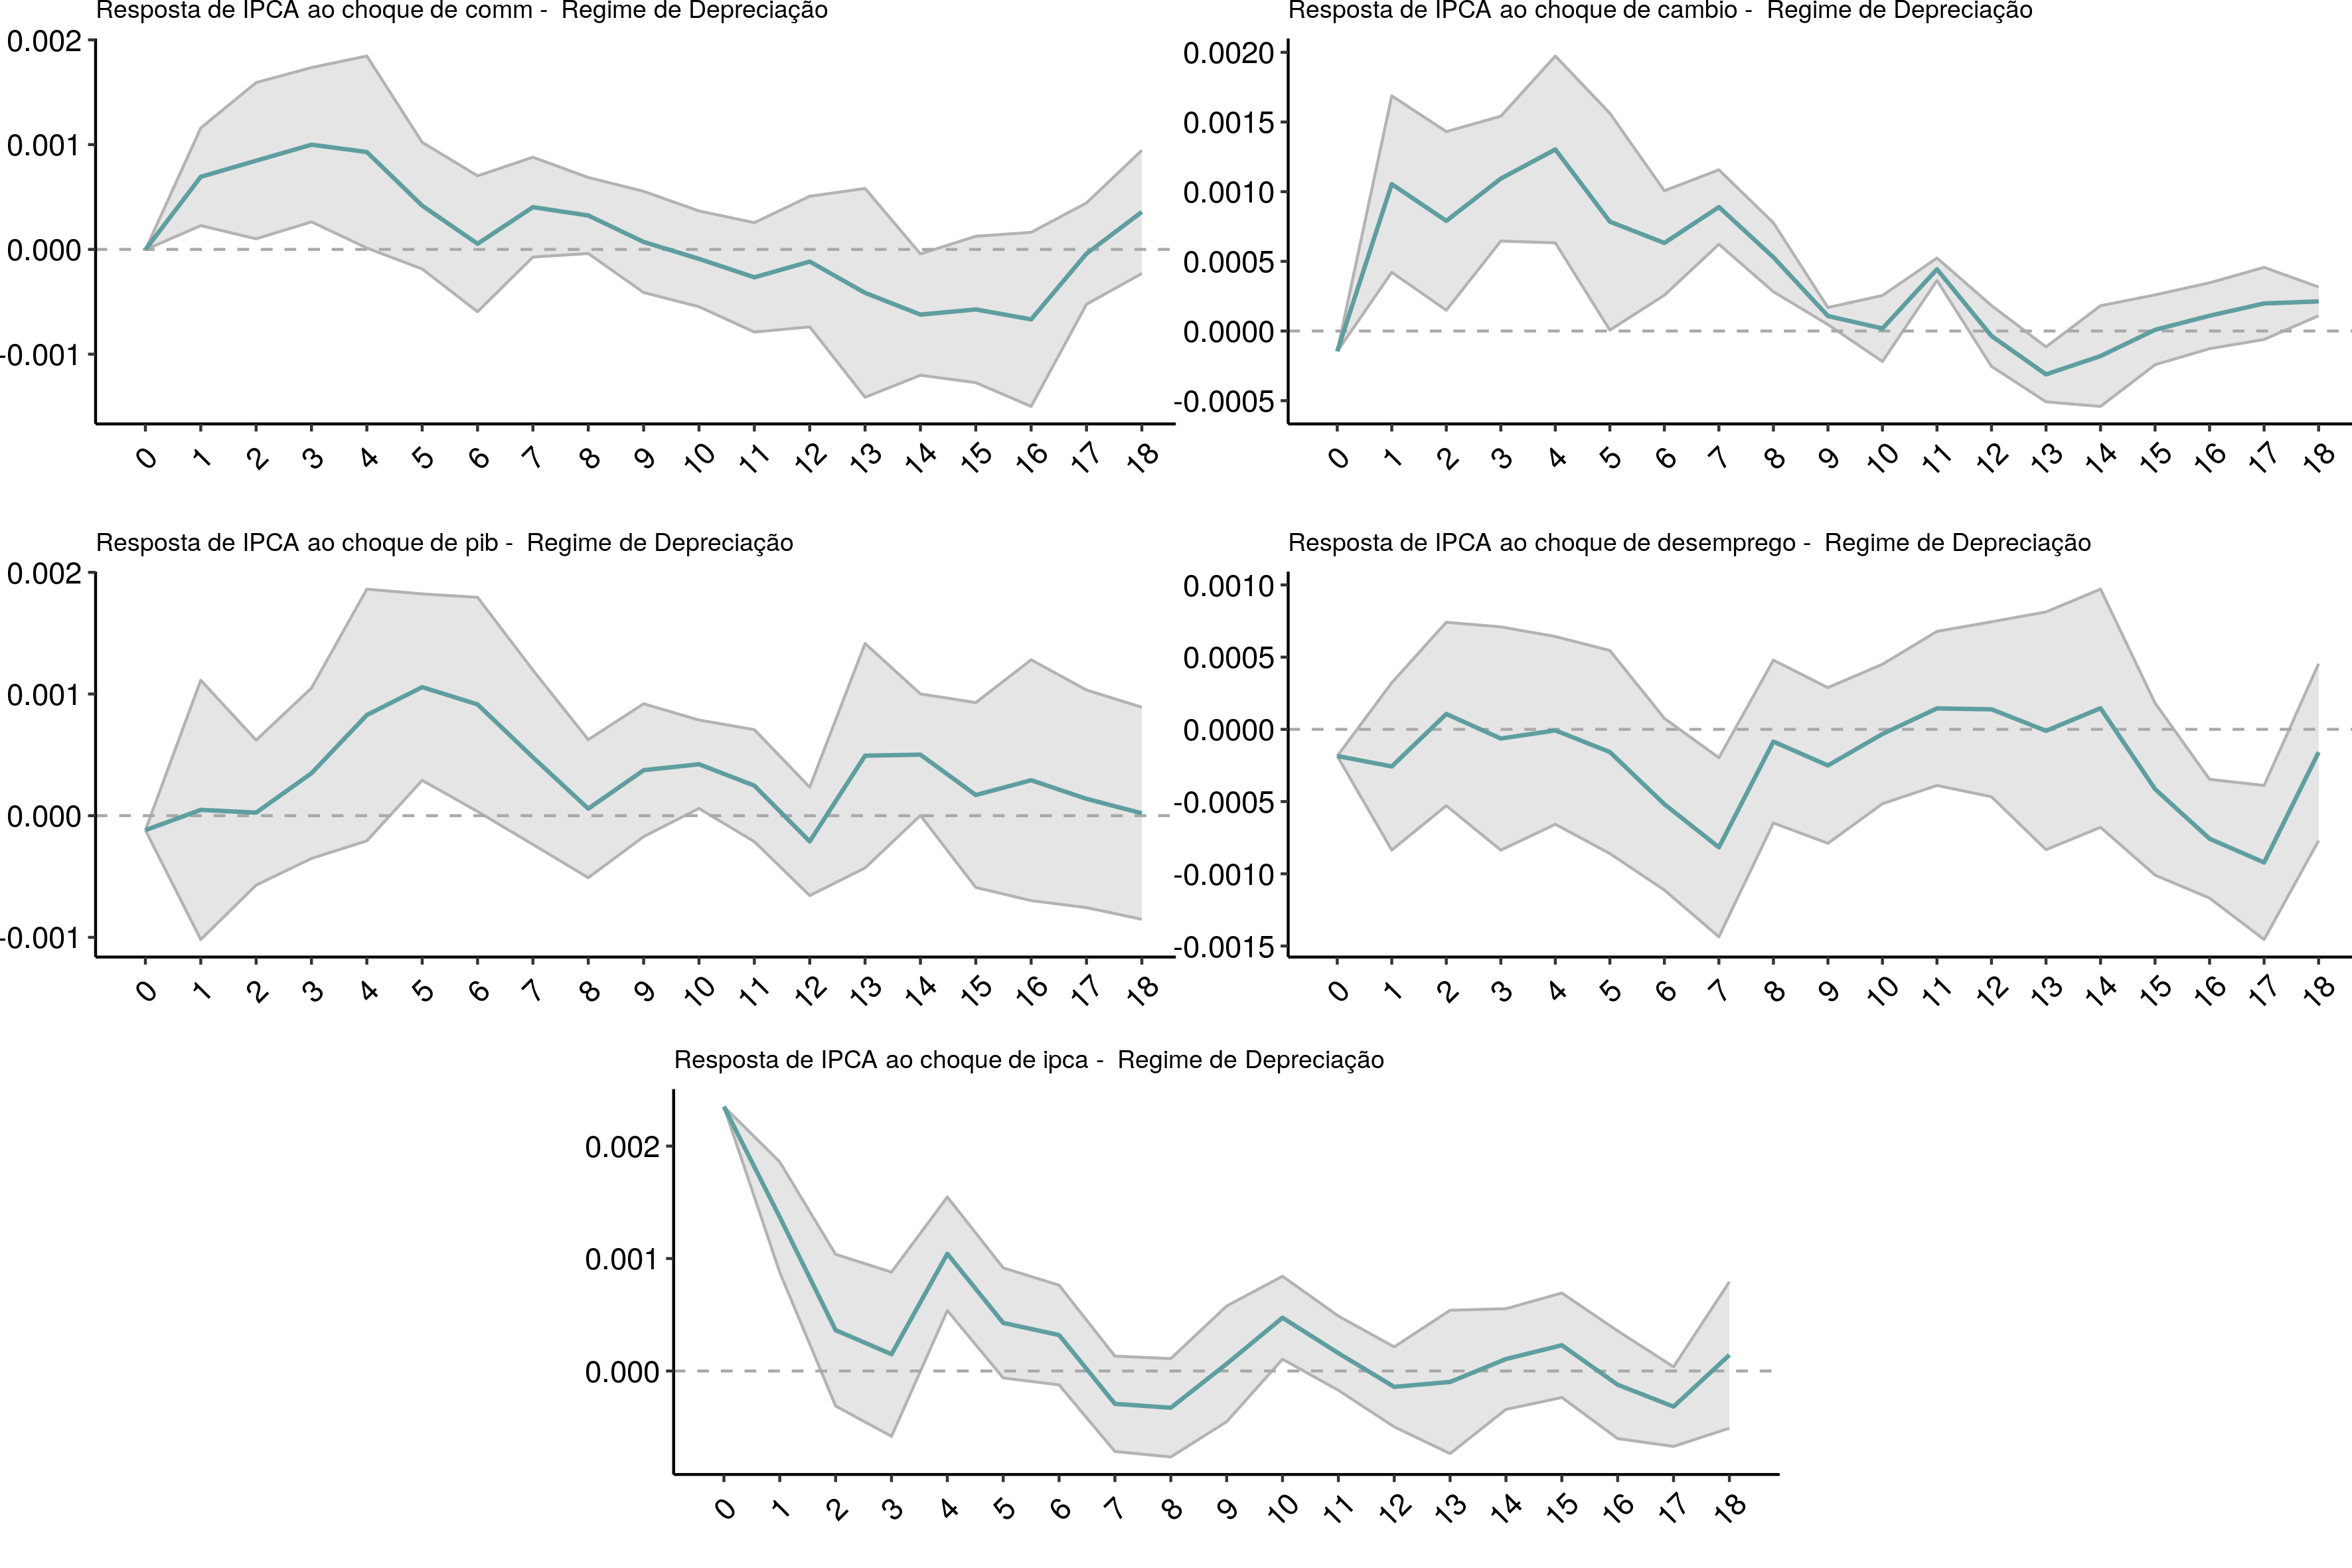 Resposta de IPCA ao choque de comm -  Regime de Depreciação
0.002
0.001
0.000
-0.001
0 1 2 3 4 5 6 7 8 9 10 11 12 13 14 15 16 17 18
Resposta de IPCA ao choque de cambio -  Regime de Depreciação
0.0020
0.0015
0.0010
0.0005
0.0000
-0.0005
0 1 2 3 4 5 6 7 8 9 10 11 12 13 14 15 16 17 18
Resposta de IPCA ao choque de pib -  Regime de Depreciação
0.002
0.001
0.000
-0.001
0 1 2 3 4 5 6 7 8 9 10 11 12 13 14 15 16 17 18
Resposta de IPCA ao choque de desemprego -  Regime de Depreciação
0.0010
0.0005
0.0000
-0.0005
-0.0010
-0.0015
0 1 2 3 4 5 6 7 8 9 10 11 12 13 14 15 16 17 18
Resposta de IPCA ao choque de ipca -  Regime de Depreciação
0.002
0.001
0.000
0 1 2 3 4 5 6 7 8 9 10 11 12 13 14 15 16 17 18